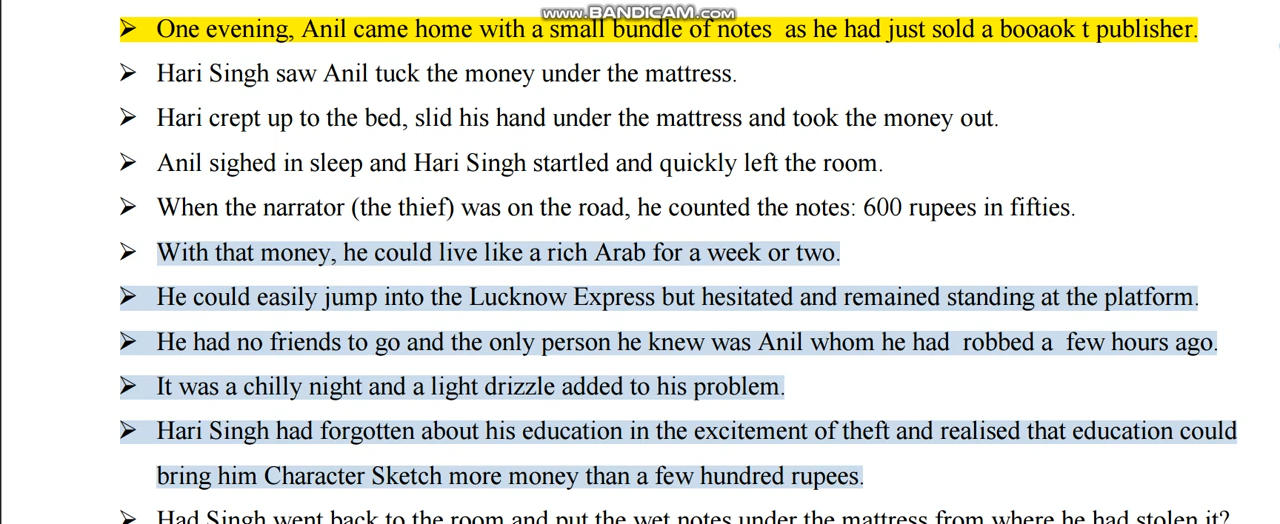 www.BANDICAM.com
➢ One evening, Anil came home with a small bundle of notes as he had just sold a booaok t publisher.
➢ Hari Singh saw Anil tuck the money under the mattress.
➢ Hari crept up to the bed, slid his hand under the mattress and took the money out.
➢ Anil sighed in sleep and Hari Singh startled and quickly left the room.
➢ When the narrator (the thief) was on the road, he counted the notes: 600 rupees in fifties.
➢ With that money, he could live like a rich Arab for a week or two.
➢ He could easily jump into the Lucknow Express but hesitated and remained standing at the platform.
➢ He had no friends to go and the only person he knew was Anil whom he had robbed a few hours ago.
➢ It was a chilly night and a light drizzle added to his problem.
➢ Hari Singh had forgotten about his education in the excitement of theft and realised that education could
bring him Character Sketch more money than a few hundred rupees.
➢ Had Singh went back to the room and put the wet notes under the mattress from where he had stolen it?